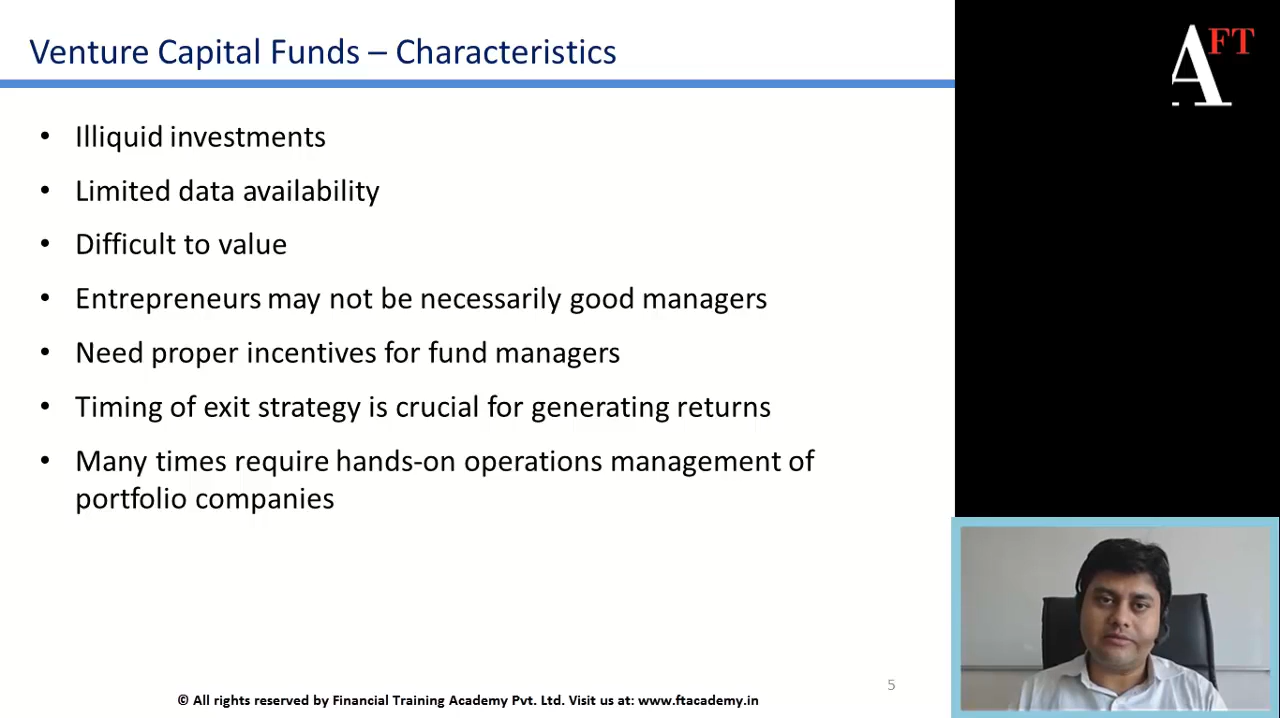 Venture Capital Funds – Characteristics
AFT
• Illiquid investments
• Limited data availability
• Difficult to value
• Entrepreneurs may not be necessarily good managers
• Need proper incentives for fund managers
• Timing of exit strategy is crucial for generating returns
• Many times require hands-on operations management of
portfolio companies
5
© All rights reserved by Financial Training Academy Pvt. Ltd. Visit us at: www.ftacademy.in